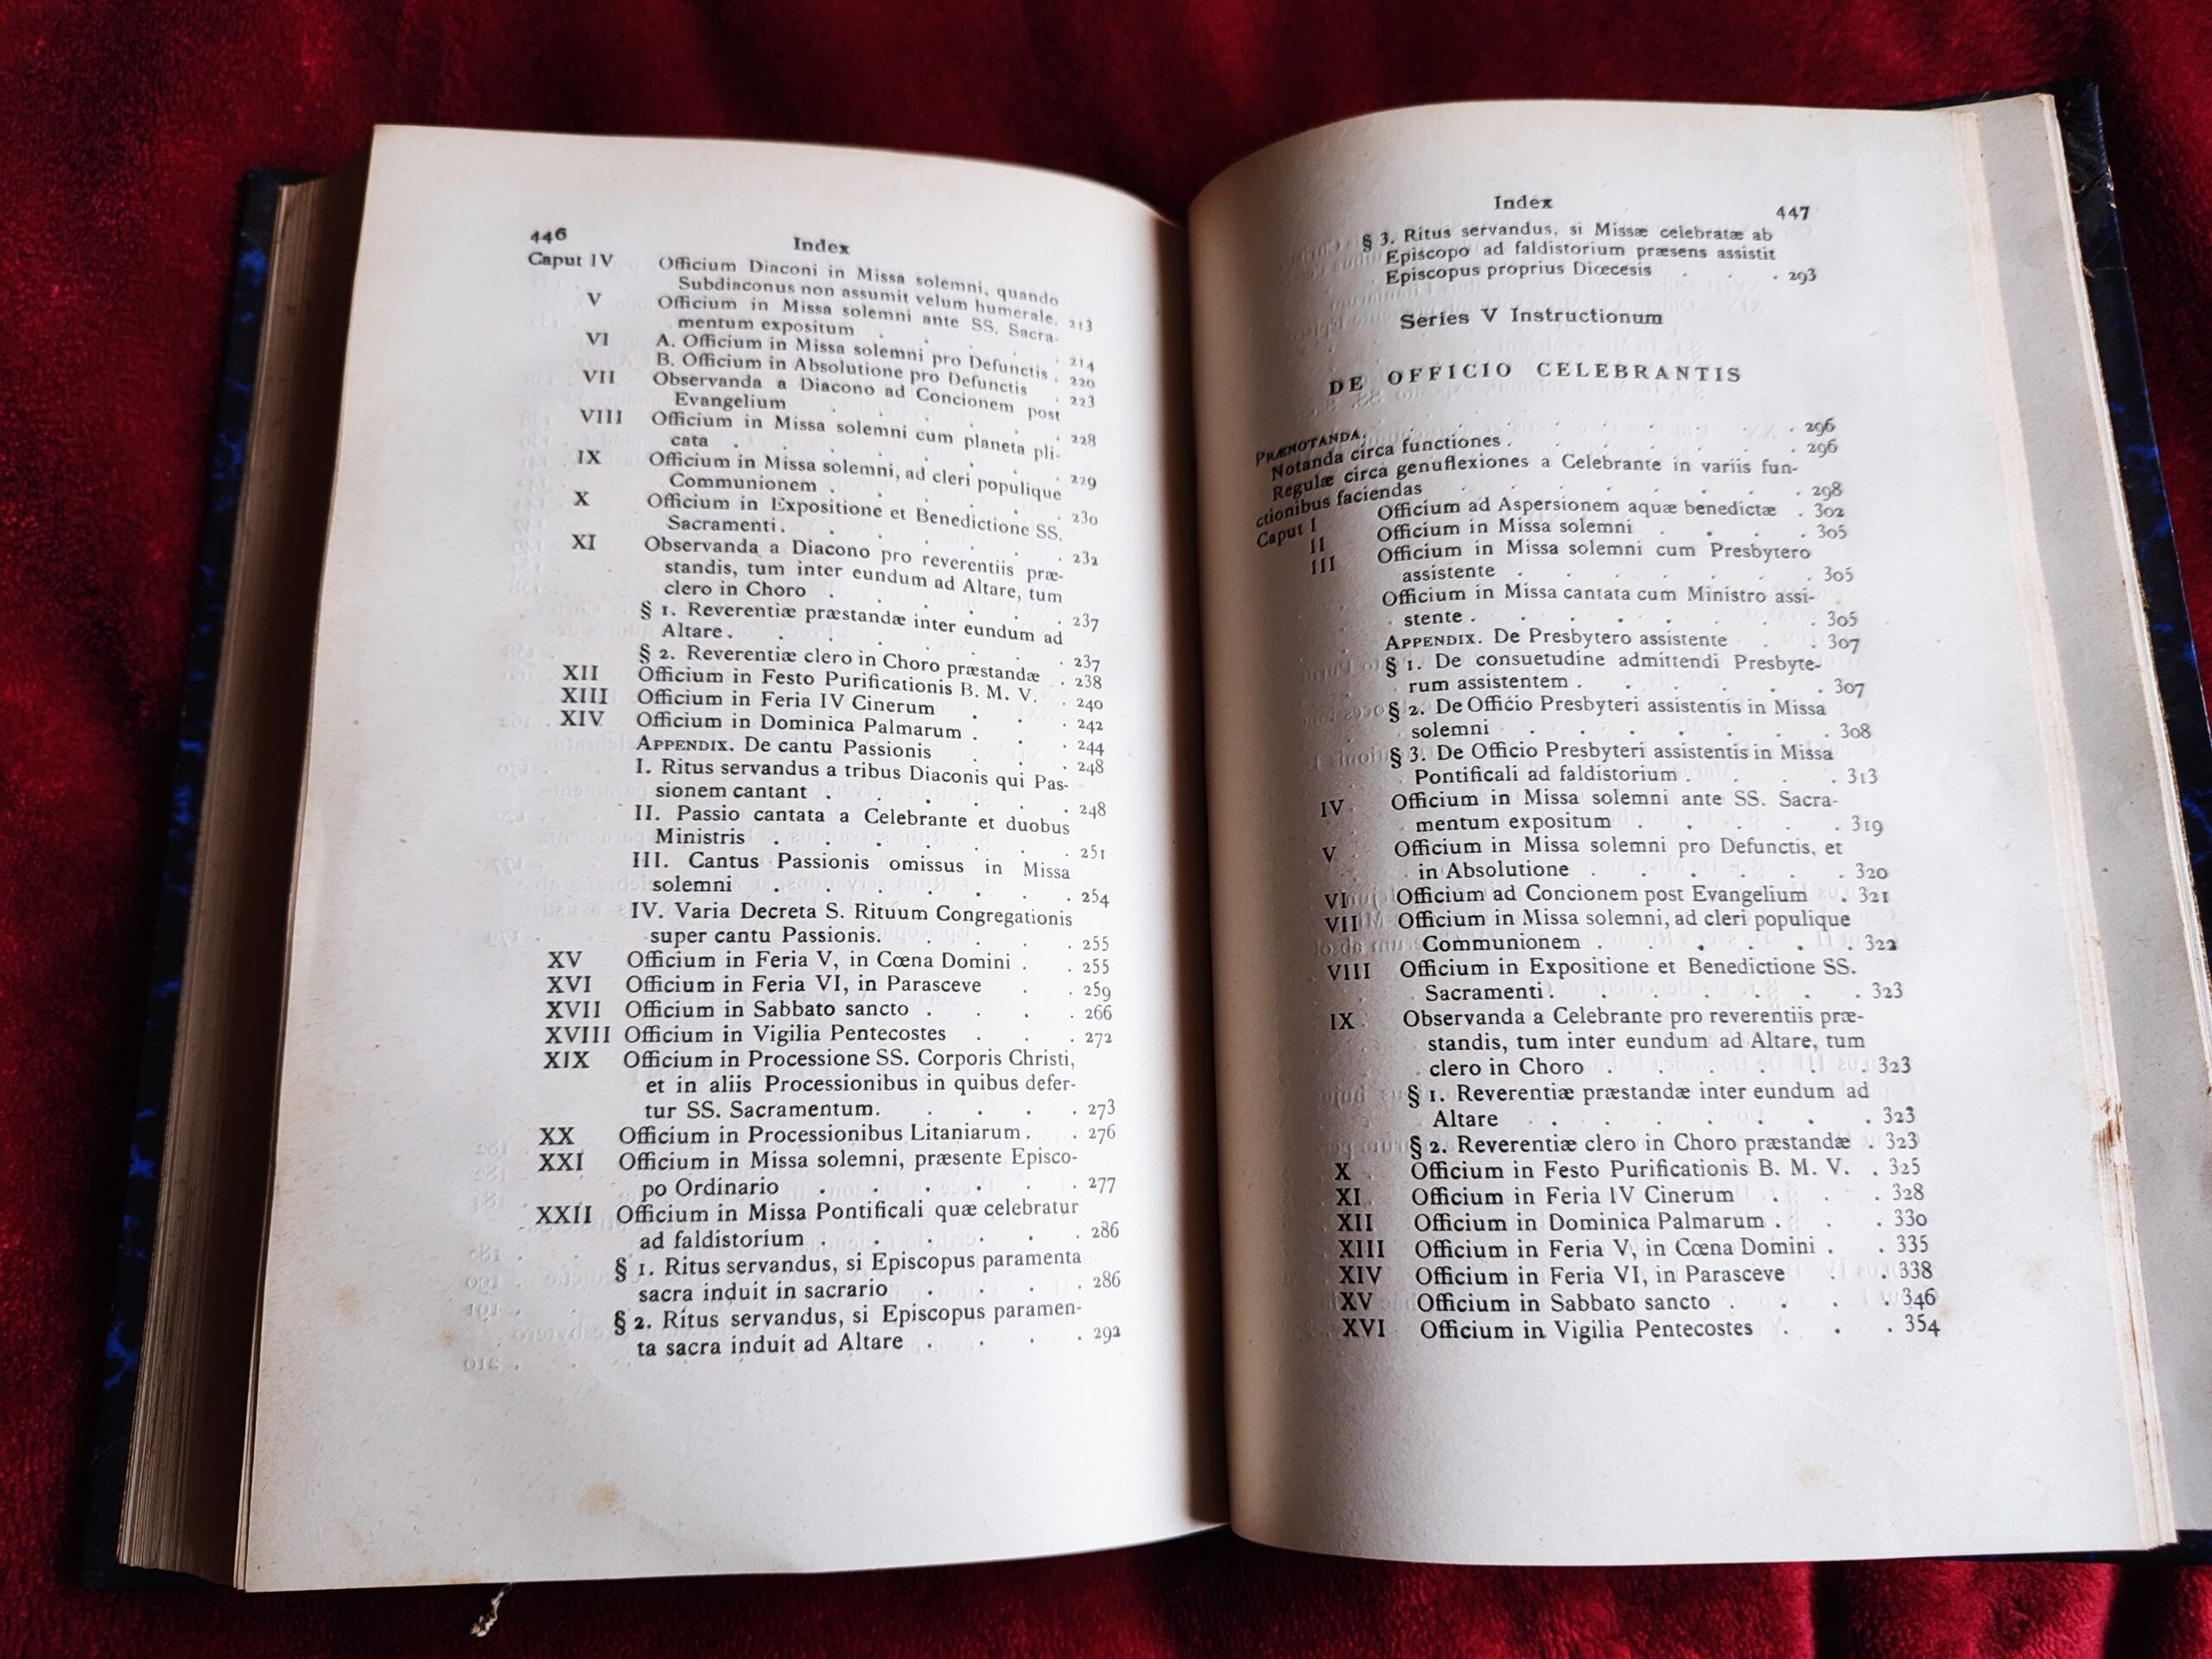 446
Index
Caput IV Officium Diaconi in Missa solemni, quando
Subdiaconus non assumit velum humerale. 213
V Officium in Missa solemni ante SS. Sacra-
mentum expositum . . . . 214
VI A. Officium in Missa solemni pro Defunctis . 220
B. Officium in Absolutione pro Defunctis . 223
VII Observanda a Diacono ad Concionem post
Evangelium . . . . . 228
VIII Officium in Missa solemni cum planeta pli-
cata . . . . . . 229
IX Officium in Missa solemni, ad cleri populique
Communionem . . . . . 230
X Officium in Expositione et Benedictione SS.
Sacramenti . . . . . . 232
XI Observanda a Diacono pro reverentiis præ-
standis, tum inter eundum ad Altare, tum
clero in Choro . . . . . 237
§ 1. Reverentiæ præstandæ inter eundum ad
Altare . . . . . . . 237
§ 2. Reverentiæ clero in Choro præstandæ . 238
XII Officium in Festo Purificationis B. M. V. . 240
XIII Officium in Feria IV Cinerum . . . 242
XIV Officium in Dominica Palmarum . . . 244
APPENDIX. De cantu Passionis . . . 248
I. Ritus servandus a tribus Diaconis qui Pas-
sionem cantant . . . . . 248
II. Passio cantata a Celebrante et duobus
Ministris . . . . . . 251
III. Cantus Passionis omissus in Missa
solemni . . . . . . 254
IV. Varia Decreta S. Rituum Congregationis
super cantu Passionis. . . . . 255
XV Officium in Feria V, in Cœna Domini . . 255
XVI Officium in Feria VI, in Parasceve . . 259
XVII Officium in Sabbato sancto . . . . 266
XVIII Officium in Vigilia Pentecostes . . . 272
XIX Officium in Processione SS. Corporis Christi,
et in aliis Processionibus in quibus defer-
tur SS. Sacramentum. . . . . 273
XX Officium in Processionibus Litaniarum . . 276
XXI Officium in Missa solemni, præsente Episco-
po Ordinario . . . . . . 277
XXII Officium in Missa Pontificali quæ celebratur
ad faldistorium . . . . . . 286
§ 1. Ritus servandus, si Episcopus paramenta
sacra induit in sacrario . . . . 286
§ 2. Ritus servandus, si Episcopus paramen-
ta sacra induit ad Altare . . . . 292
Index
447
§ 3. Ritus servandus, si Missæ celebratæ ab
Episcopo ad faldistorium præsens assistit
Episcopus proprius Diœcesis . . . 293
Series V Instructionum
DE OFFICIO CELEBRANTIS
PRÆNOTANDA. . . . . . . . 296
Notanda circa functiones . . . . . 296
Regulæ circa genuflexiones a Celebrante in variis fun-
ctionibus faciendas . . . . . . 298
Caput I Officium ad Aspersionem aquæ benedictæ . 302
II Officium in Missa solemni . . . . 305
III Officium in Missa solemni cum Presbytero
assistente . . . . . . . 305
Officium in Missa cantata cum Ministro assi-
stente . . . . . . . . 305
APPENDIX. De Presbytero assistente . . 307
§ 1. De consuetudine admittendi Presbyte-
rum assistentem . . . . . . 307
§ 2. De Officio Presbyteri assistentis in Missa
solemni . . . . . . . 308
§ 3. De Officio Presbyteri assistentis in Missa
Pontificali ad faldistorium . . . . 313
IV Officium in Missa solemni ante SS. Sacra-
mentum expositum . . . . . 319
V Officium in Missa solemni pro Defunctis, et
in Absolutione . . . . . . 320
VI Officium ad Concionem post Evangelium . 321
VII Officium in Missa solemni, ad cleri populique
Communionem . . . . . . 322
VIII Officium in Expositione et Benedictione SS.
Sacramenti . . . . . . . 323
IX Observanda a Celebrante pro reverentiis præ-
standis, tum inter eundum ad Altare, tum
clero in Choro . . . . . . 323
§ 1. Reverentiæ præstandæ inter eundum ad
Altare . . . . . . . 323
§ 2. Reverentiæ clero in Choro præstandæ . 323
X Officium in Festo Purificationis B. M. V. . 325
XI Officium in Feria IV Cinerum . . . 328
XII Officium in Dominica Palmarum . . . 330
XIII Officium in Feria V, in Cœna Domini . . 335
XIV Officium in Feria VI, in Parasceve . . 338
XV Officium in Sabbato sancto . . . . 346
XVI Officium in Vigilia Pentecostes . . . 354